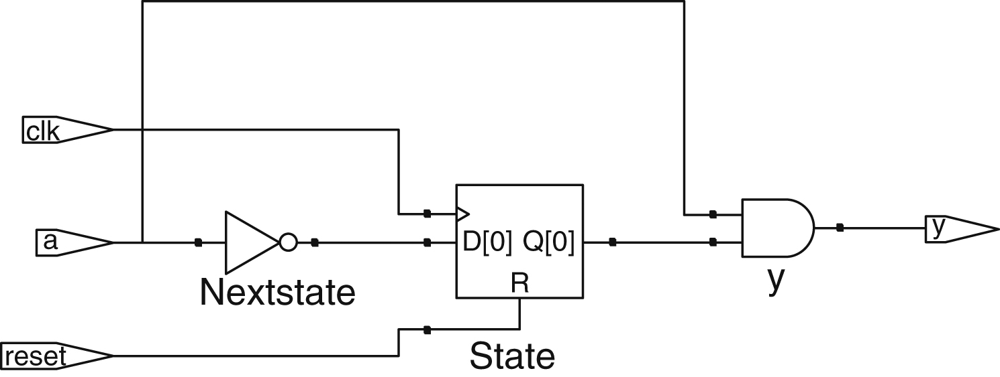 clk
a
Nextstate
D[0] Q[0]
R
State
reset
y
y